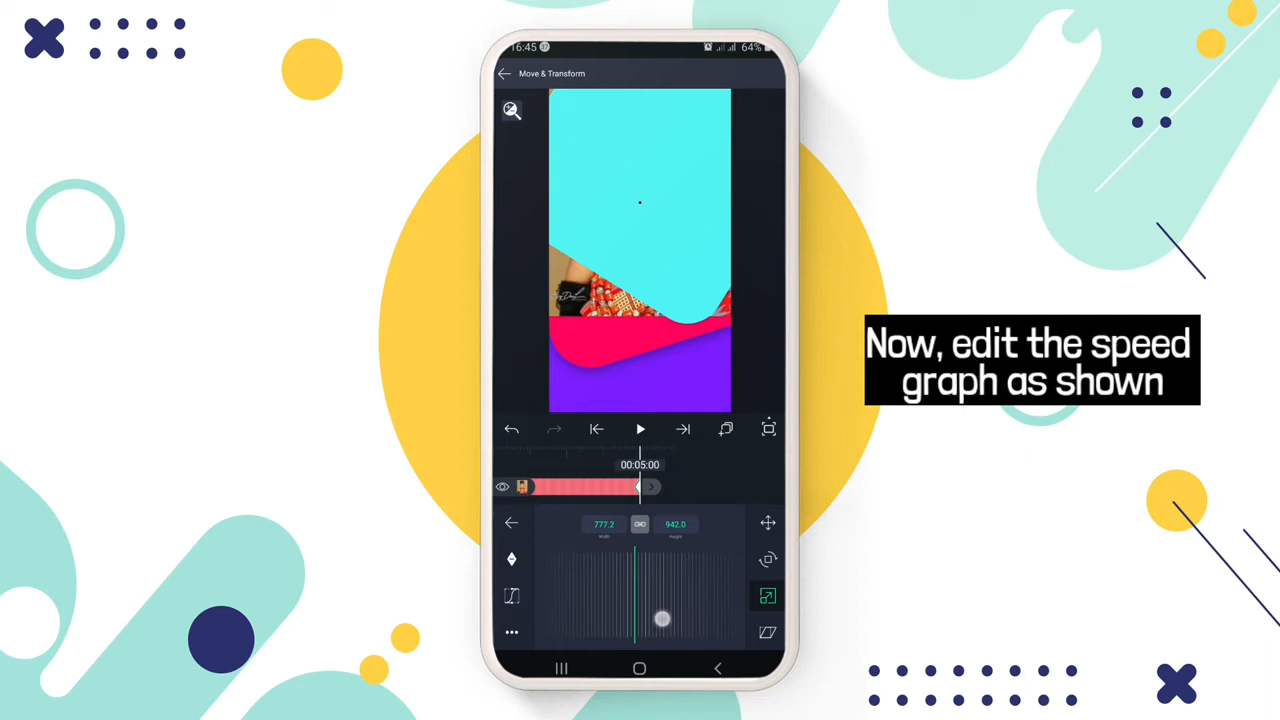 16:45
64%
Move & Transform
Now, edit the speed
graph as shown
00:05:00
777.2
942.0
Width
Height